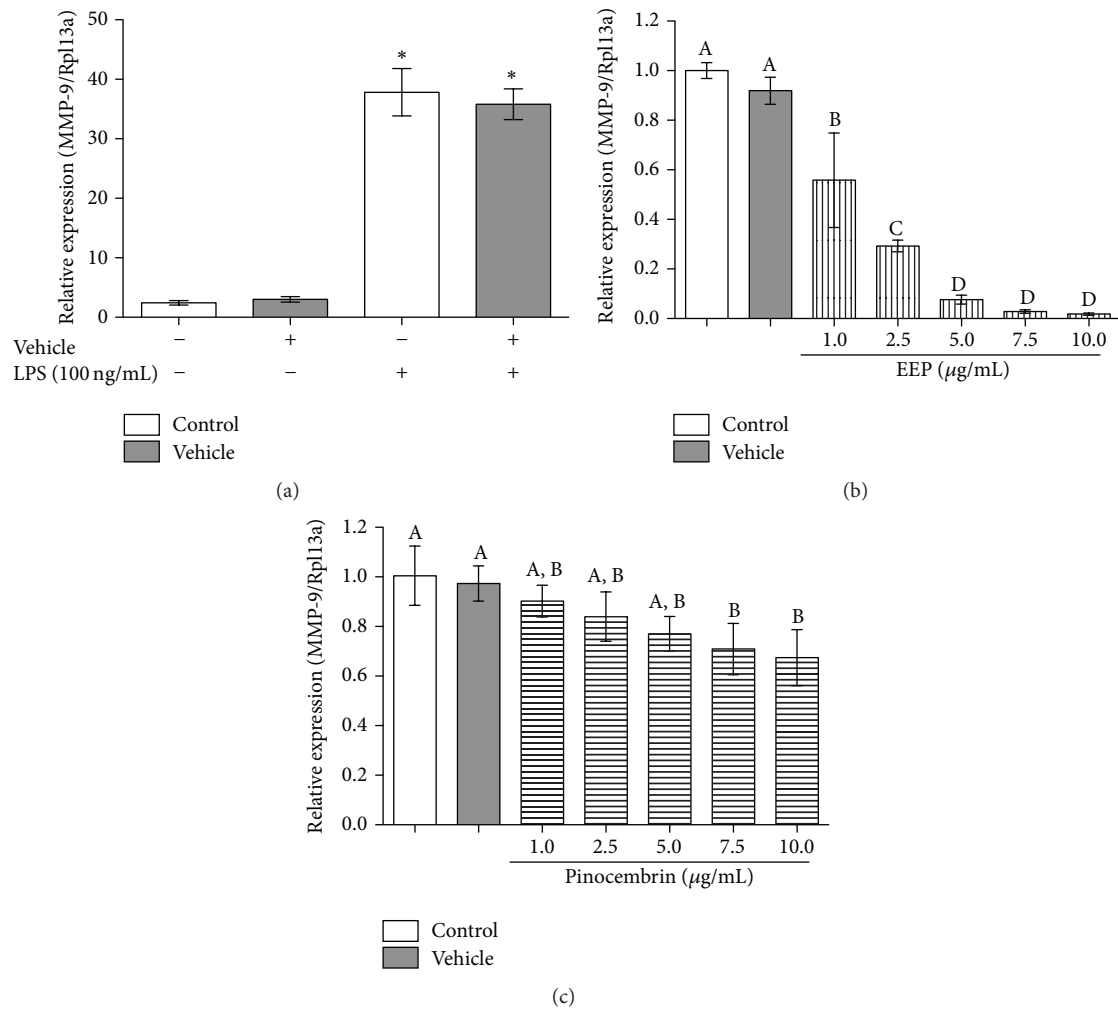 Relative expression (MMP-9/Rpl13a)
50
40
30
20
10
0
* *
Vehicle − + − +
LPS (100 ng/mL) − − + +
Control
Vehicle
(a)
Relative expression (MMP-9/Rpl13a)
1.2
1.0
0.8
0.6
0.4
0.2
0.0
A A B C D D D
1.0 2.5 5.0 7.5 10.0
EEP (μg/mL)
Control
Vehicle
(b)
Relative expression (MMP-9/Rpl13a)
1.2
1.0
0.8
0.6
0.4
0.2
0.0
A A A, B A, B A, B B B
1.0 2.5 5.0 7.5 10.0
Pinocembrin (μg/mL)
Control
Vehicle
(c)